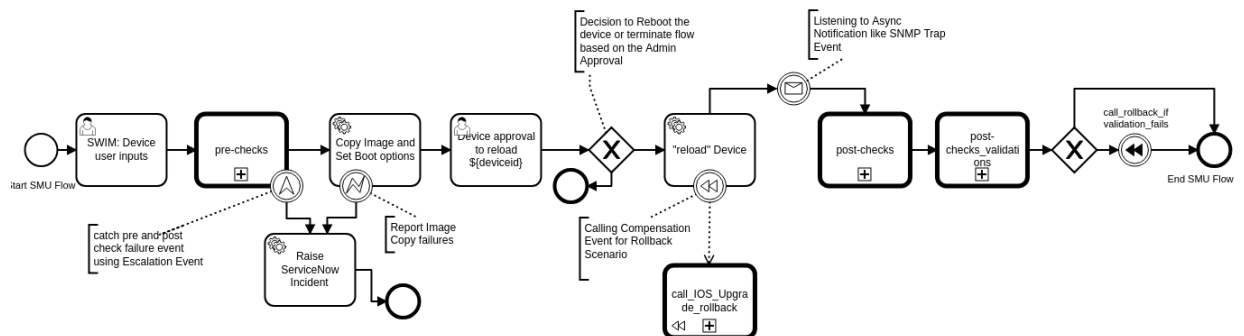 Decision to Reboot the
device or terminate flow
based on the Admin
Approval
Listening to Async
Notification like SNMP Trap
Event
SWIM: Device
user inputs
pre-checks
Copy Image and
Set Boot options
Device approval
to reload
${deviceid}
"reload" Device
post-checks
post-
checks_validati
ons
call_rollback_if
validation_fails
Start SMU Flow
End SMU Flow
catch pre and post
check failure event
using Escalation Event
Raise
ServiceNow
Incident
Report Image
Copy failures
Calling Compensation
Event for Rollback
Scenario
call_IOS_Upgra
de_rollback